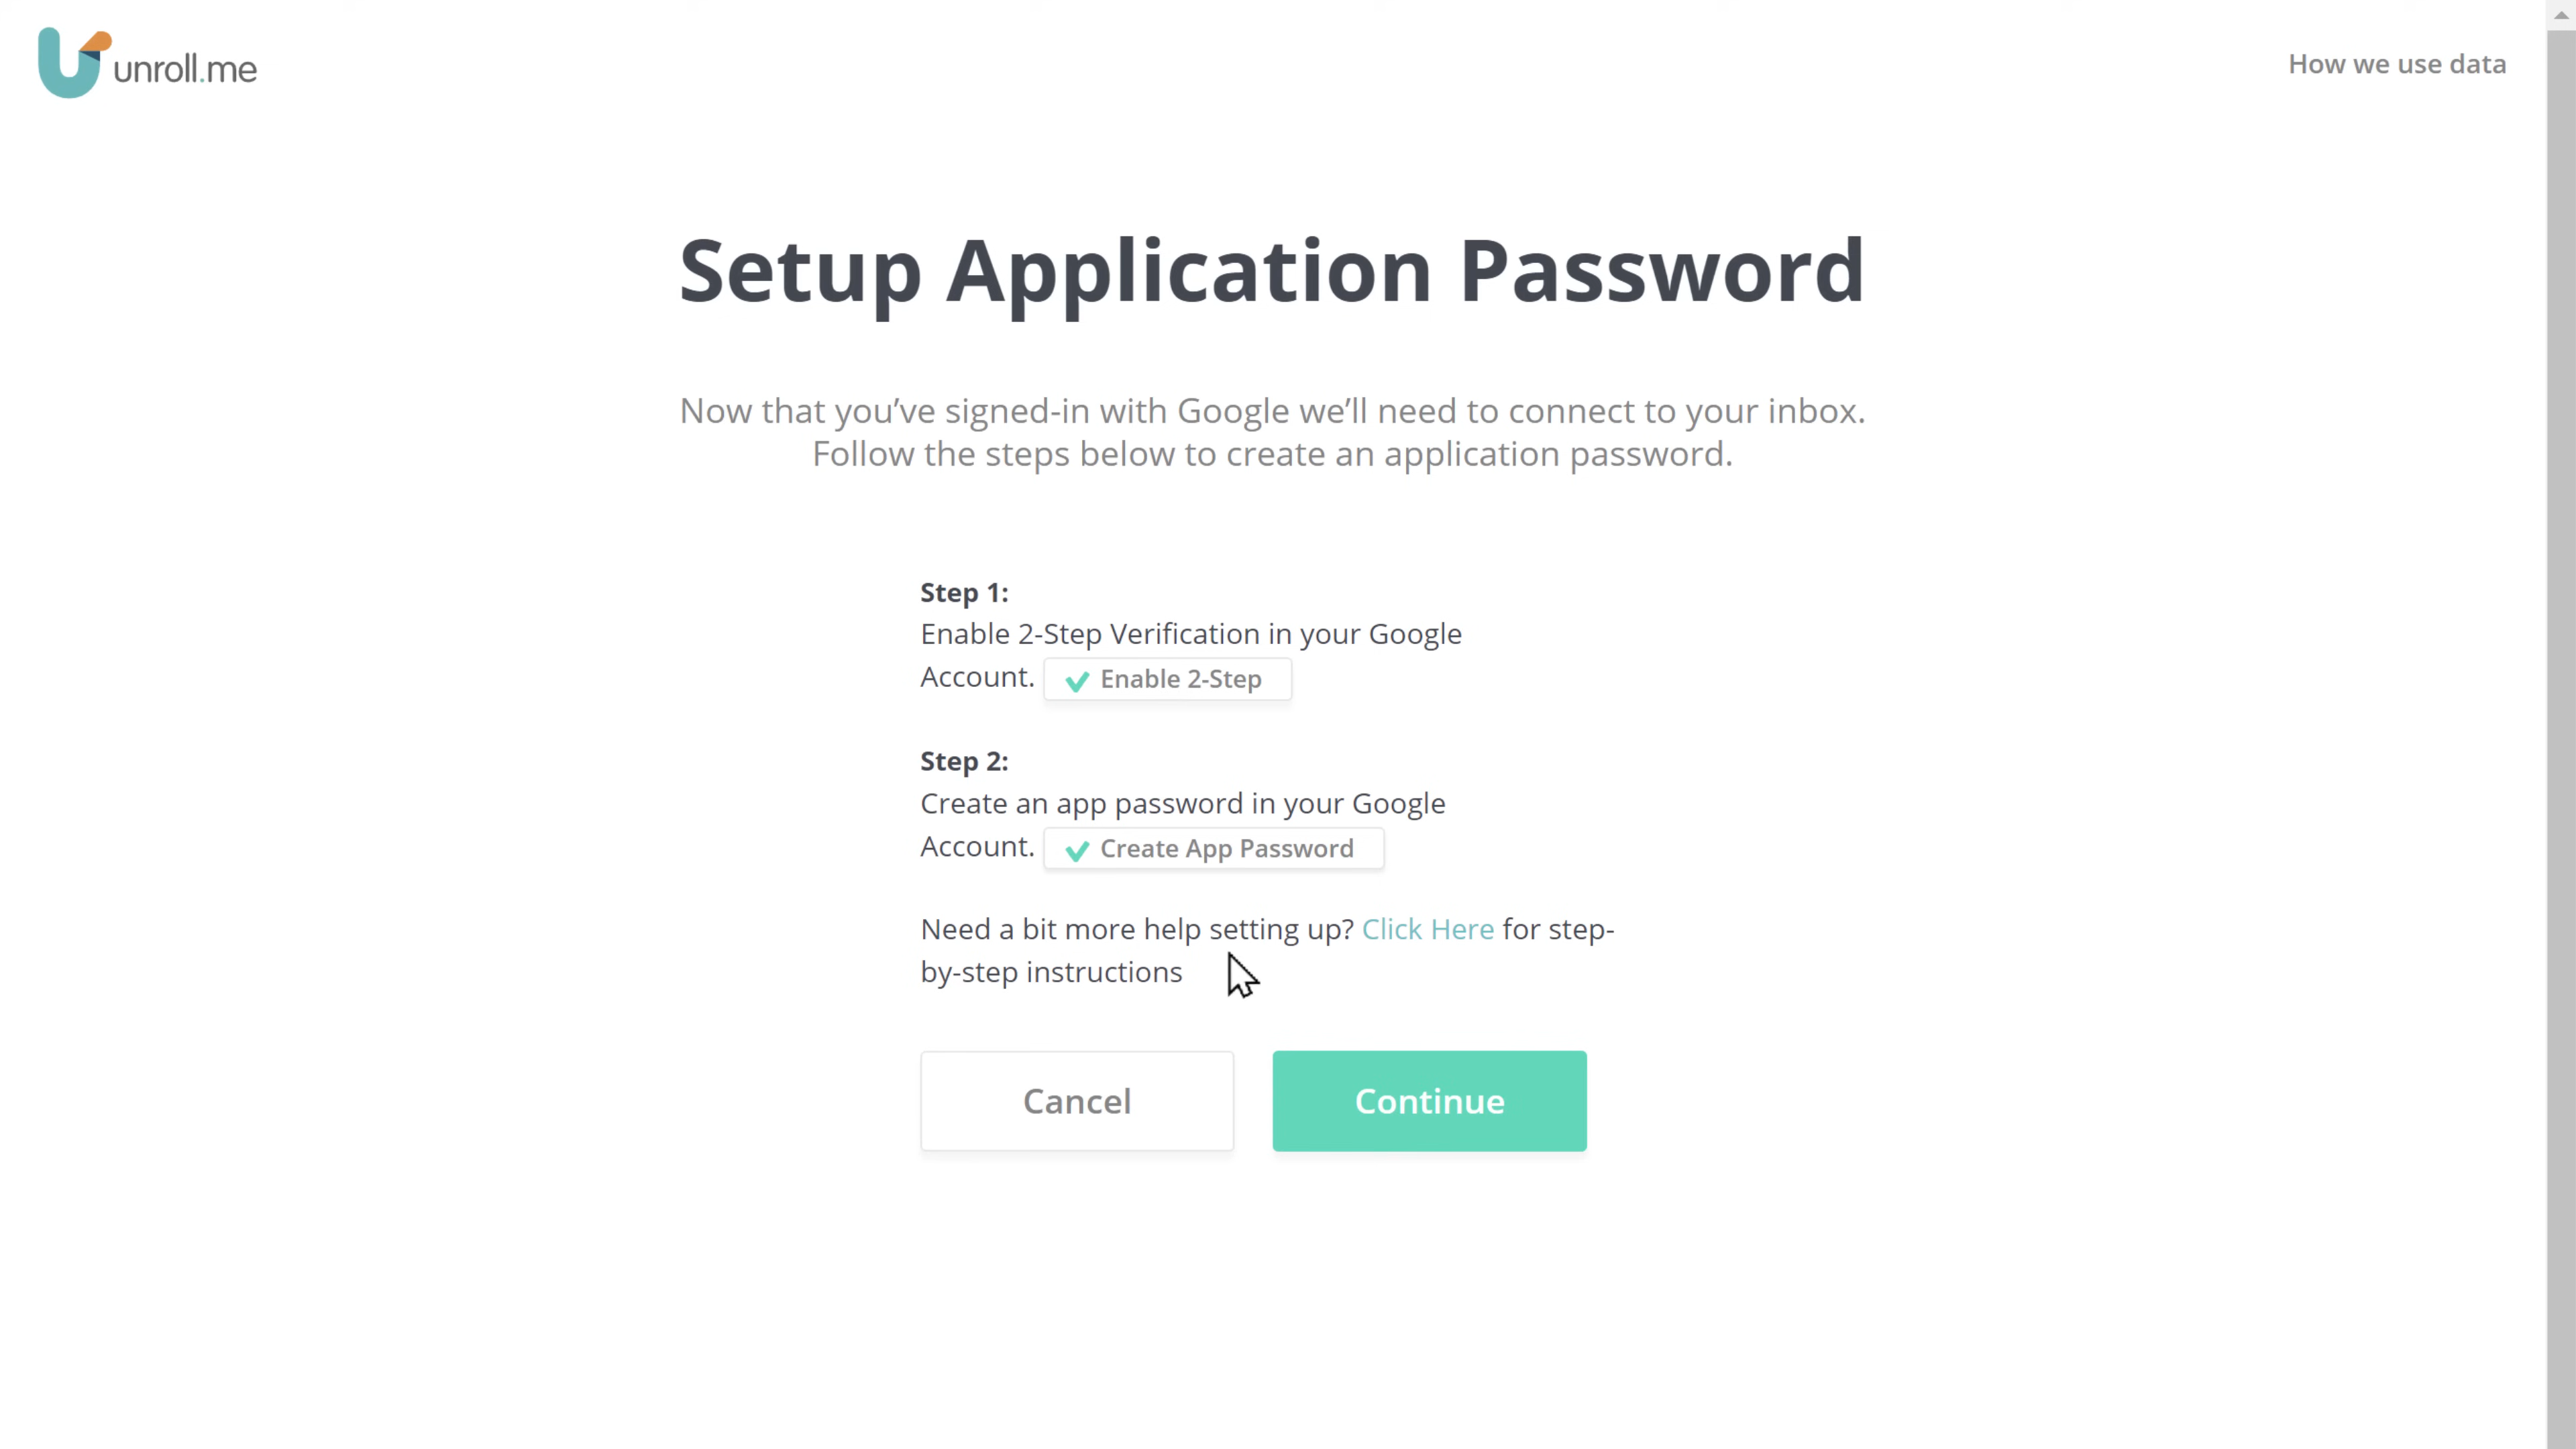 unroll.me
How we use data
Setup Application Password
Now that you’ve signed-in with Google we’ll need to connect to your inbox.
Follow the steps below to create an application password.
Step 1:
Enable 2-Step Verification in your Google
Account. Enable 2-Step
Step 2:
Create an app password in your Google
Account. Create App Password
Need a bit more help setting up? Click Here for step-
by-step instructions
Cancel Continue